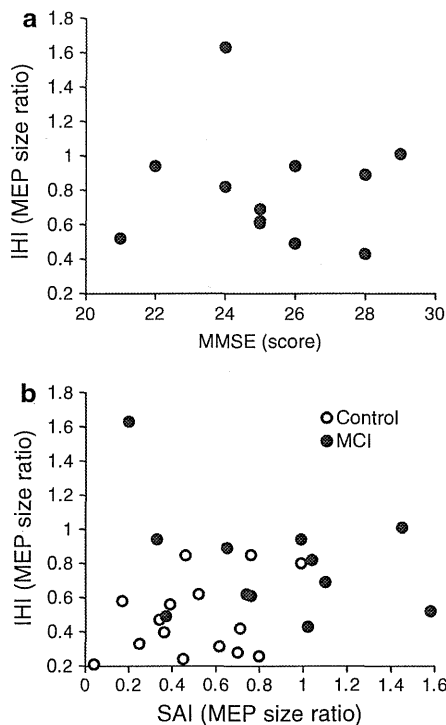 a
1.8
1.6
1.4
1.2
1
0.8
0.6
0.4
0.2
IHI (MEP size ratio)
20 22 24 26 28 30
MMSE (score)
b
1.8
1.6
1.4
1.2
1
0.8
0.6
0.4
0.2
IHI (MEP size ratio)
Control
MCI
0 0.2 0.4 0.6 0.8 1 1.2 1.4 1.6
SAI (MEP size ratio)